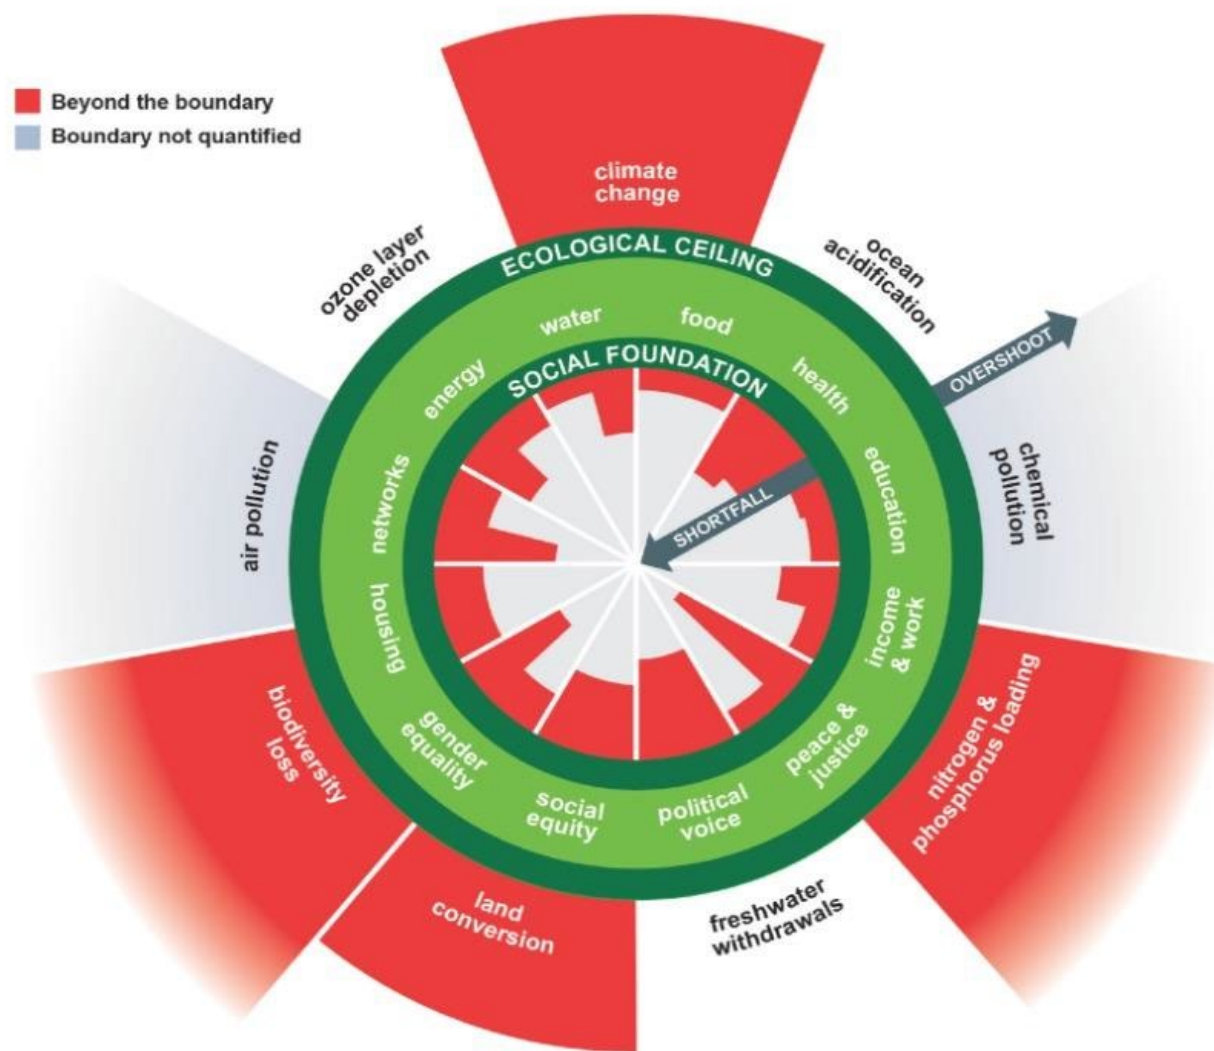 Beyond the boundary
Boundary not quantified
climate
change
ozone layer
depletion
ocean
acidification
ECOLOGICAL CEILING
OVERSHOOT
water
food
energy
health
SOCIAL FOUNDATION
networks
education
SHORTFALL
air pollution
chemical
pollution
housing
income
& work
biodiversity
loss
gender
equality
peace &
justice
nitrogen &
phosphorus loading
social
equity
political
voice
land
conversion
freshwater
withdrawals